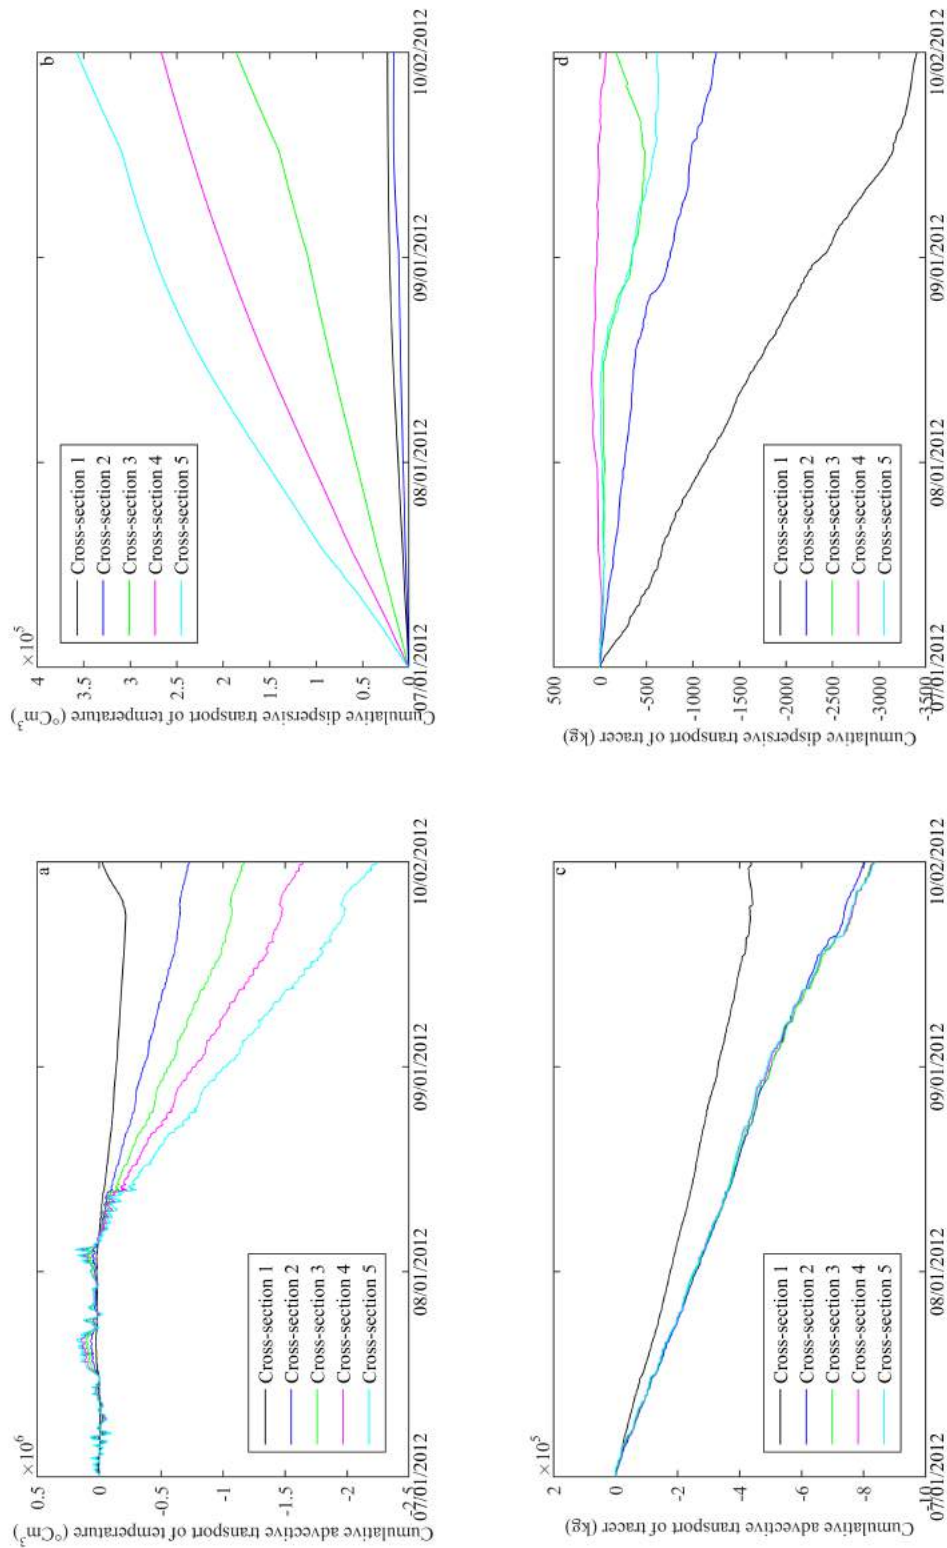 ×10⁶
a
0.5
0
-0.5
-1
-1.5
-2
-2.5
Cumulative advective transport of temperature (°Cm³)
Cross-section 1
Cross-section 2
Cross-section 3
Cross-section 4
Cross-section 5
07/01/2012
08/01/2012
09/01/2012
10/02/2012
×10⁵
b
4
3.5
3
2.5
2
1.5
1
0.5
0
Cumulative dispersive transport of temperature (°Cm³)
Cross-section 1
Cross-section 2
Cross-section 3
Cross-section 4
Cross-section 5
07/01/2012
08/01/2012
09/01/2012
10/02/2012
×10⁵
c
2
0
-2
-4
-6
-8
-10
Cumulative advective transport of tracer
(kg)
Cross-section 1
Cross-section 2
Cross-section 3
Cross-section 4
Cross-section 5
07/01/2012
08/01/2012
09/01/2012
10/02/2012
d
500
0
-500
-1000
-1500
-2000
-2500
-3000
-3500
Cumulative dispersive transport of tracer (kg)
Cross-section 1
Cross-section 2
Cross-section 3
Cross-section 4
Cross-section 5
07/01/2012
08/01/2012
09/01/2012
10/02/2012